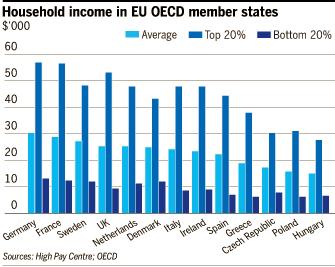 Household income in EU OECD member states
$'000
Average Top 20% Bottom 20%
60
50
40
30
20
10
0
Germany
France
Sweden
UK
Netherlands
Denmark
Italy
Ireland
Spain
Greece
Czech Republic
Poland
Hungary
Sources: High Pay Centre; OECD